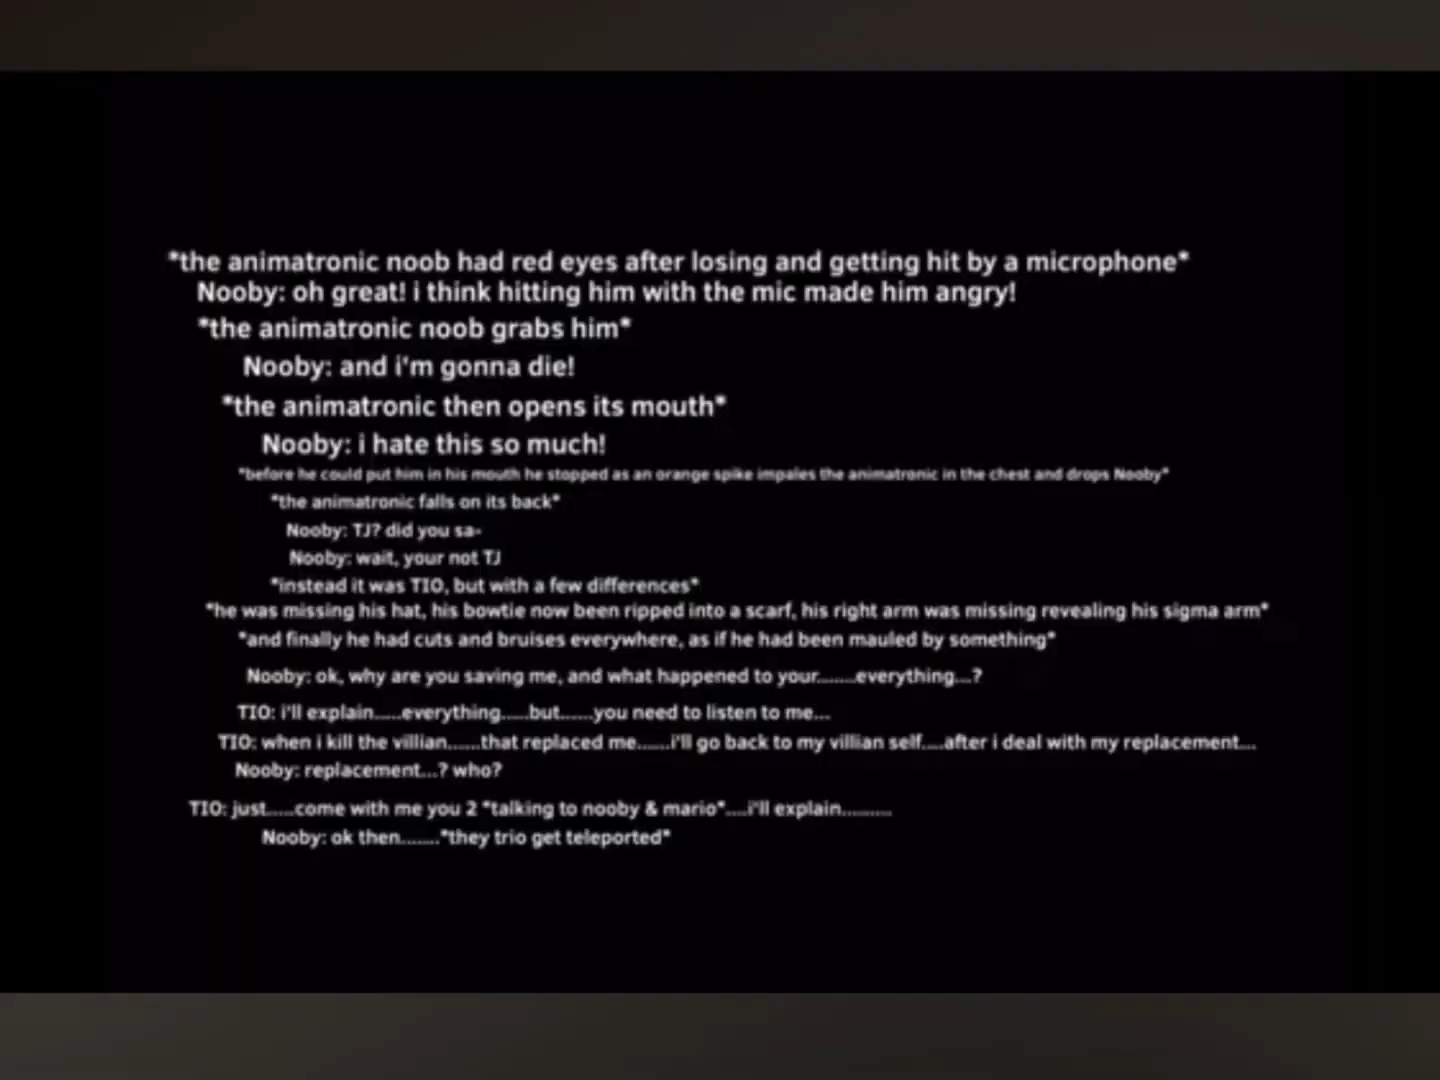 *the animatronic noob had red eyes after losing and getting hit by a microphone*
Nooby: oh great! i think hitting him with the mic made him angry!
*the animatronic noob grabs him*
Nooby: and i'm gonna die!
*the animatronic then opens its mouth*
Nooby: i hate this so much!
*before he could put him in his mouth he stopped as an orange spike impales the animatronic in the chest and drops Nooby*
*the animatronic falls on its back*
Nooby: TJ? did you sa-
Nooby: wait, your not TJ
*instead it was TIO, but with a few differences*
*he was missing his hat, his bowtie now been ripped into a scarf, his right arm was missing revealing his sigma arm*
*and finally he had cuts and bruises everywhere, as if he had been mauled by something*
Nooby: ok, why are you saving me, and what happened to your........everything...?
TIO: i'll explain.....everything.....but......you need to listen to me...
TIO: when i kill the villian.......that replaced me.......i'll go back to my villian self....after i deal with my replacement...
Nooby: replacement...? who?
TIO: just.....come with me you 2 *talking to nooby & mario*....i'll explain..........
Nooby: ok then........*they trio get teleported*